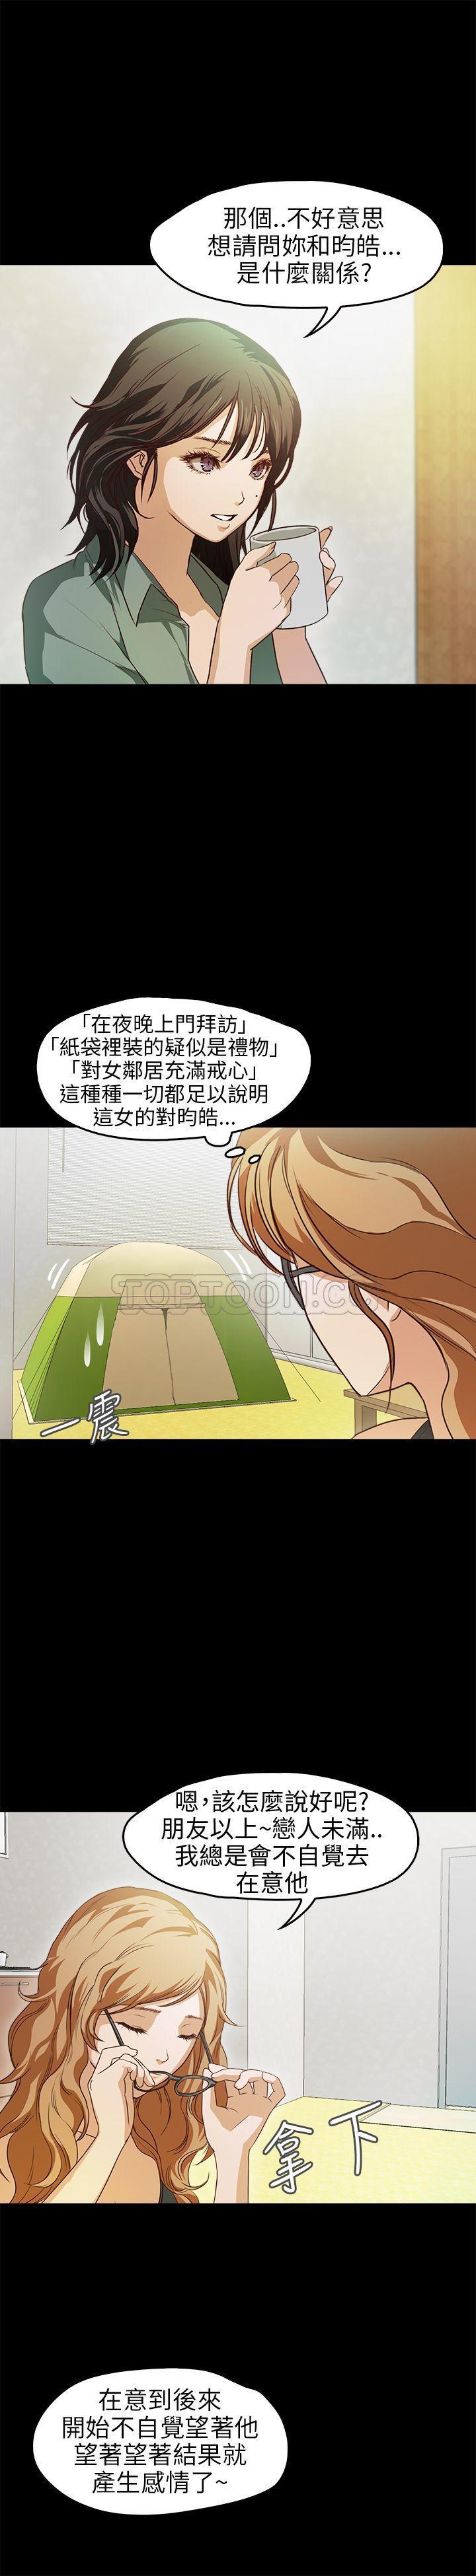 那個..不好意思
想請問妳和昀皓...
是什麼關係?
「在夜晚上門拜訪」
「紙袋裡裝的疑似是禮物」
「對女鄰居充滿戒心」
這種種一切都足以說明
這女的對昀皓...
TOPTOON.CC
一震
嗯,該怎麼說好呢?
朋友以上~戀人未滿..
我總是會不自覺去
在意他
拿下
在意到後來
開始不自覺望著他
望著望著結果就
產生感情了~